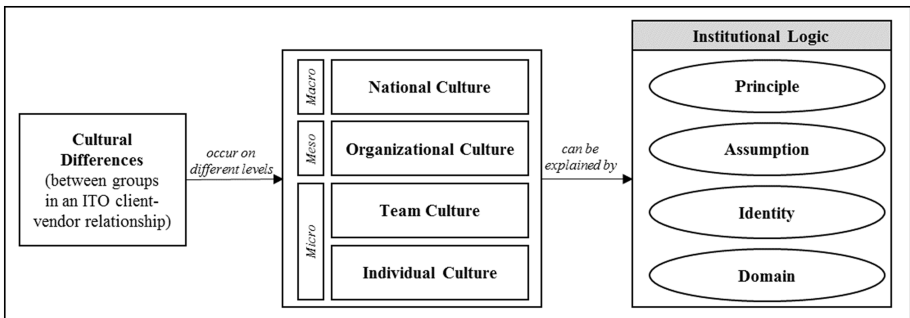 Cultural
Differences
(between groups
in an ITO client-
vendor relationship)
occur on
different levels
Macro
National Culture
Meso
Organizational Culture
Micro
Team Culture
Individual Culture
can be
explained by
Institutional Logic
Principle
Assumption
Identity
Domain